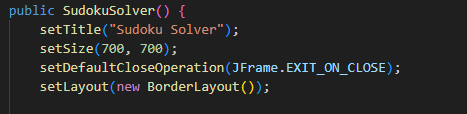 public SudokuSolver() {
    setTitle("Sudoku Solver");
    setSize(700, 700);
    setDefaultCloseOperation(JFrame.EXIT_ON_CLOSE);
    setLayout(new BorderLayout());